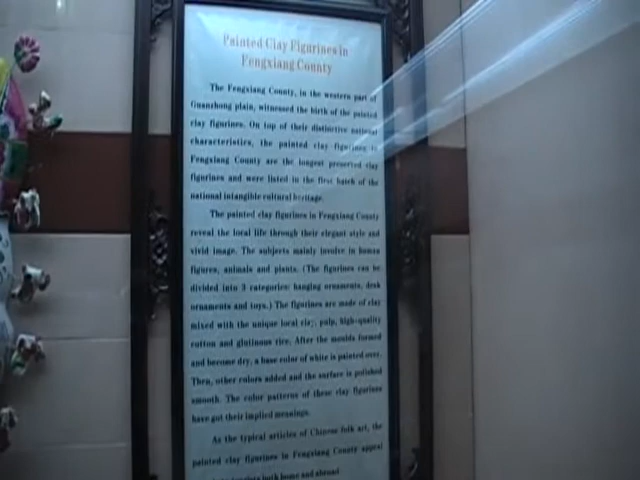 Painted Clay Figurines in
Fengxiang County
The Fengxiang County, in the western part of
Guanzhong plain, witnessed the birth of the painted
clay figurines. On top of their distinctive national
characteristics, the painted clay figurines in
Fengxiang County are the longest preserved clay
figurines and were listed in the first batch of the
national intangible cultural heritage.
The painted clay figurines in Fengxiang County
reveal the local life through their elegant style and
vivid image. The subjects mainly involve in human
figures, animals and plants. (The figurines can be
divided into 3 categories: hanging ornaments, desk
ornaments and toys.) The figurines are made of clay
mixed with the unique local clay, pulp, high-quality
cotton and glutinous rice. After the moulds formed
and become dry, a base color of white is painted over.
Then, other colors added and the surface is polished
smooth. The color patterns of these clay figurines
have got their implied meanings.
As the typical articles of Chinese folk art, the
painted clay figurines in Fengxiang County appeal
both home and abroad